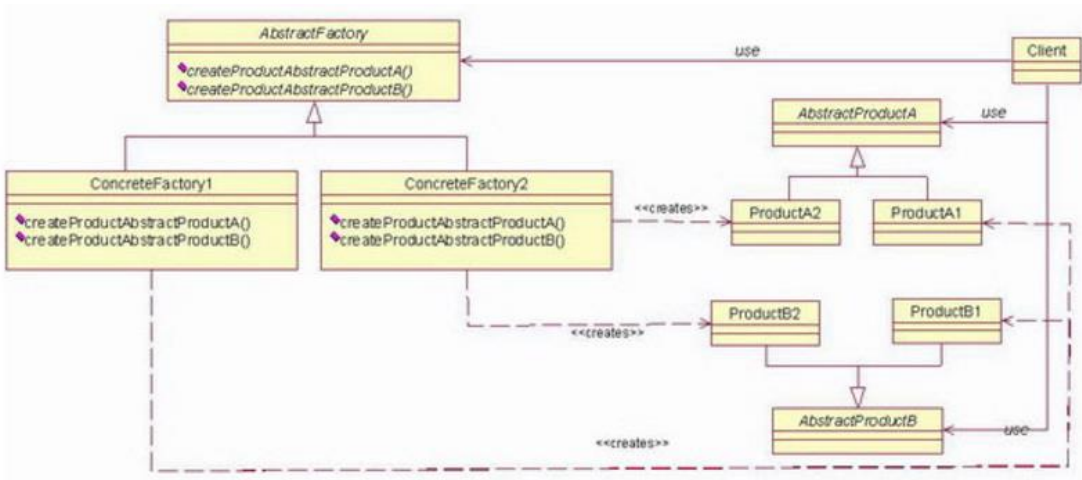 AbstractFactory
createProductAbstractProductA()
createProductAbstractProductB()
use
Client
AbstractProductA
use
ConcreteFactory1
createProductAbstractProductA()
createProductAbstractProductB()
ConcreteFactory2
createProductAbstractProductA()
createProductAbstractProductB()
<<creates>>
ProductA2
ProductA1
ProductB2
ProductB1
<<creates>>
AbstractProductB
use
<<creates>>